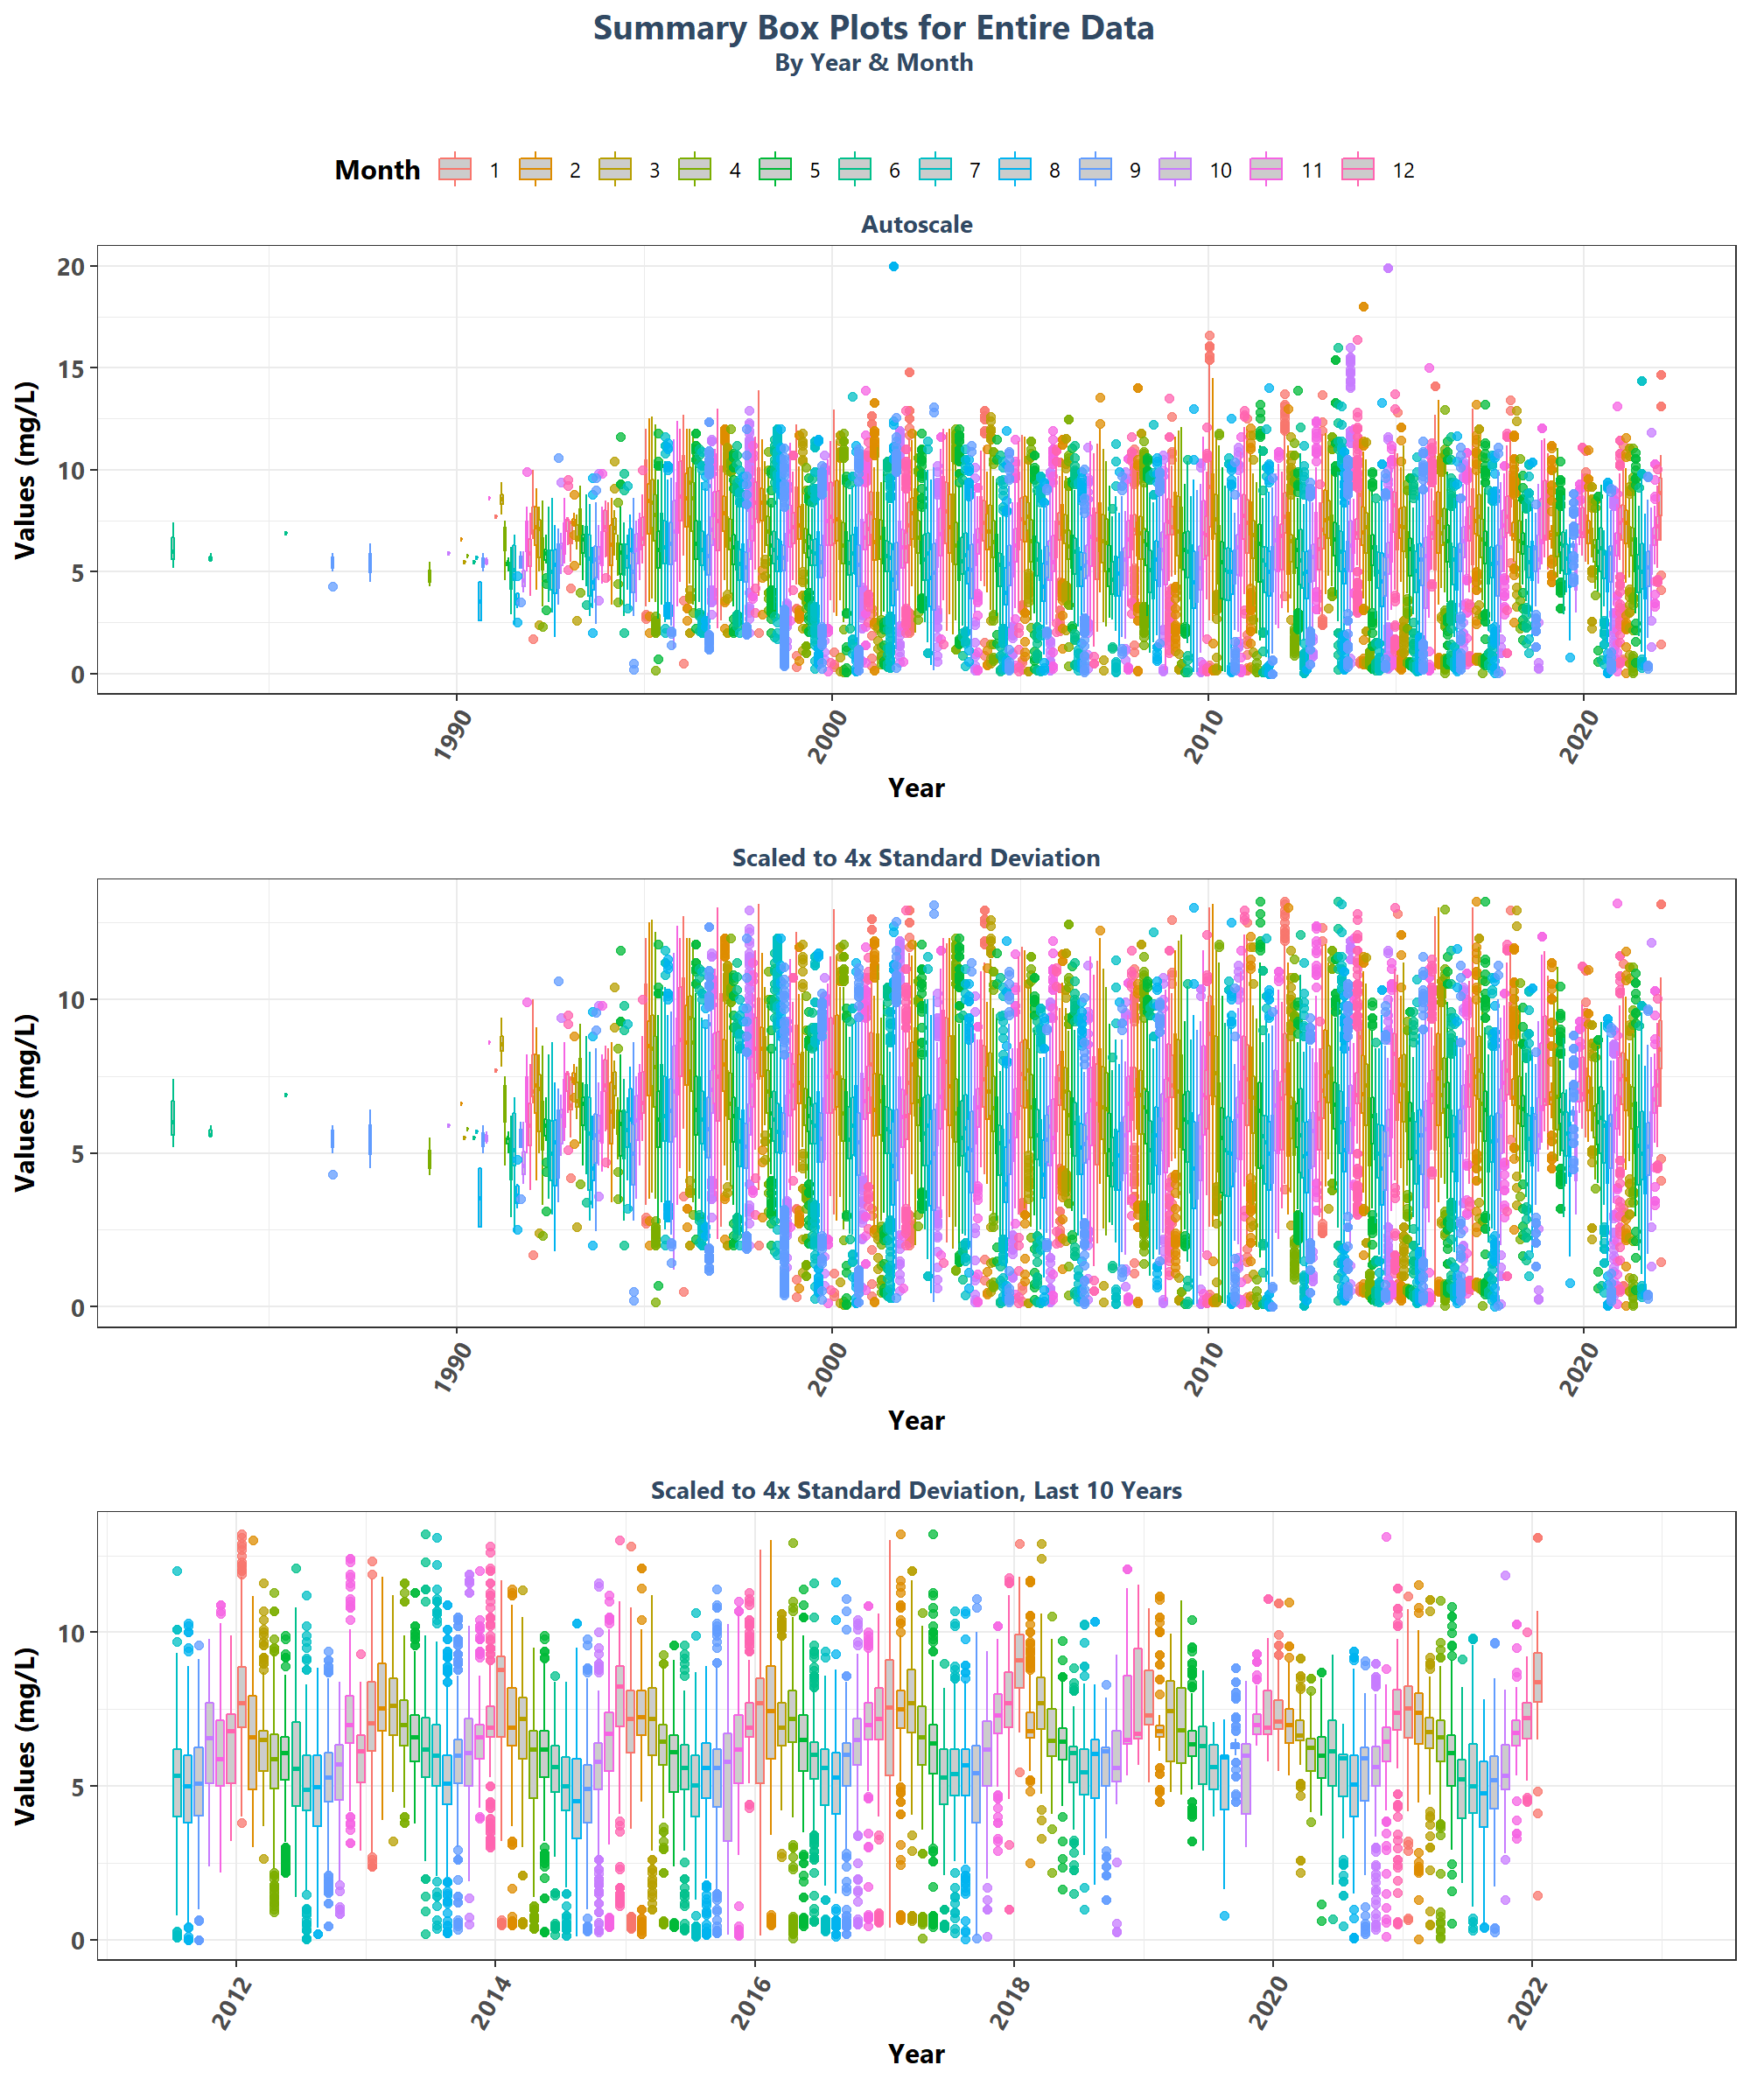 Summary Box Plots for Entire Data
By Year & Month
Month 1 2 3 4 5 6 7 8 9 10 11 12
Autoscale
Values (mg/L)
20
15
10
5
0
1990 2000 2010 2020
Year
Scaled to 4x Standard Deviation
Values (mg/L)
10
5
0
1990 2000 2010 2020
Year
Scaled to 4x Standard Deviation, Last 10 Years
Values (mg/L)
10
5
0
2012 2014 2016 2018 2020 2022
Year